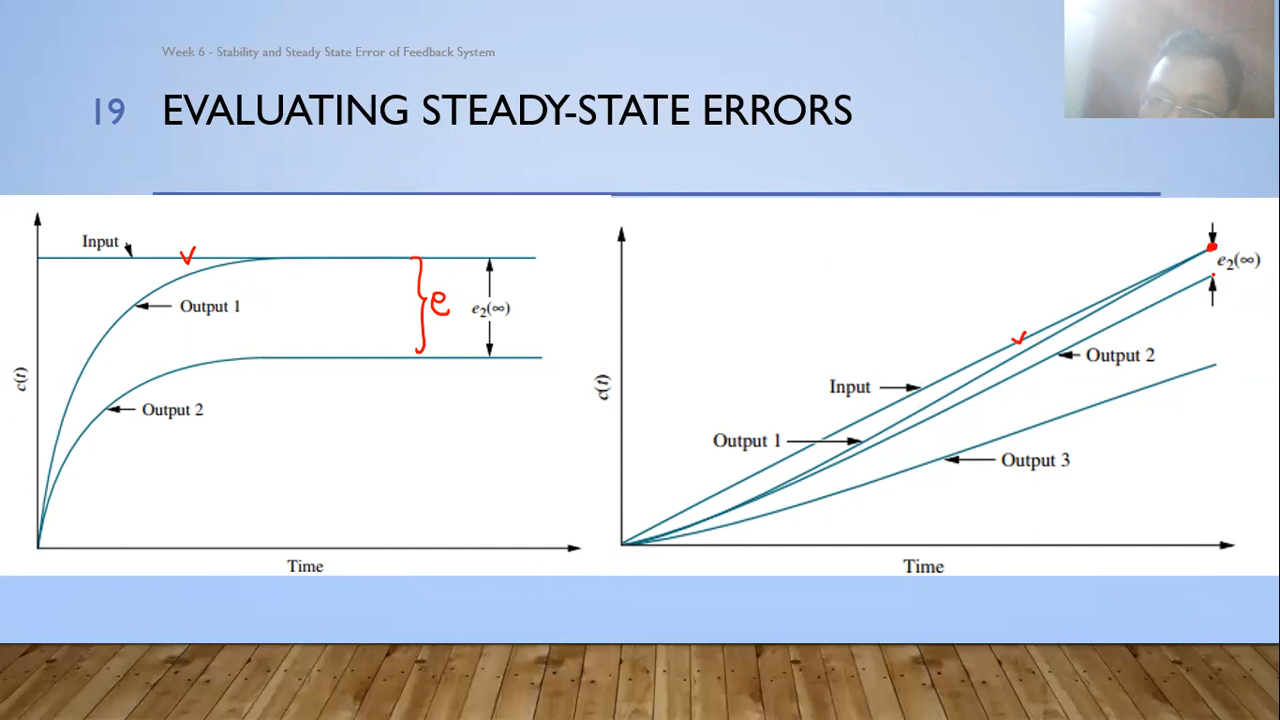 Week 6 - Stability and Steady State Error of Feedback System
19 EVALUATING STEADY-STATE ERRORS
Input
Output 1
e
e₂(∞)
Output 2
c(t)
Time
e₂(∞)
Output 2
Input
Output 1
Output 3
c(t)
Time